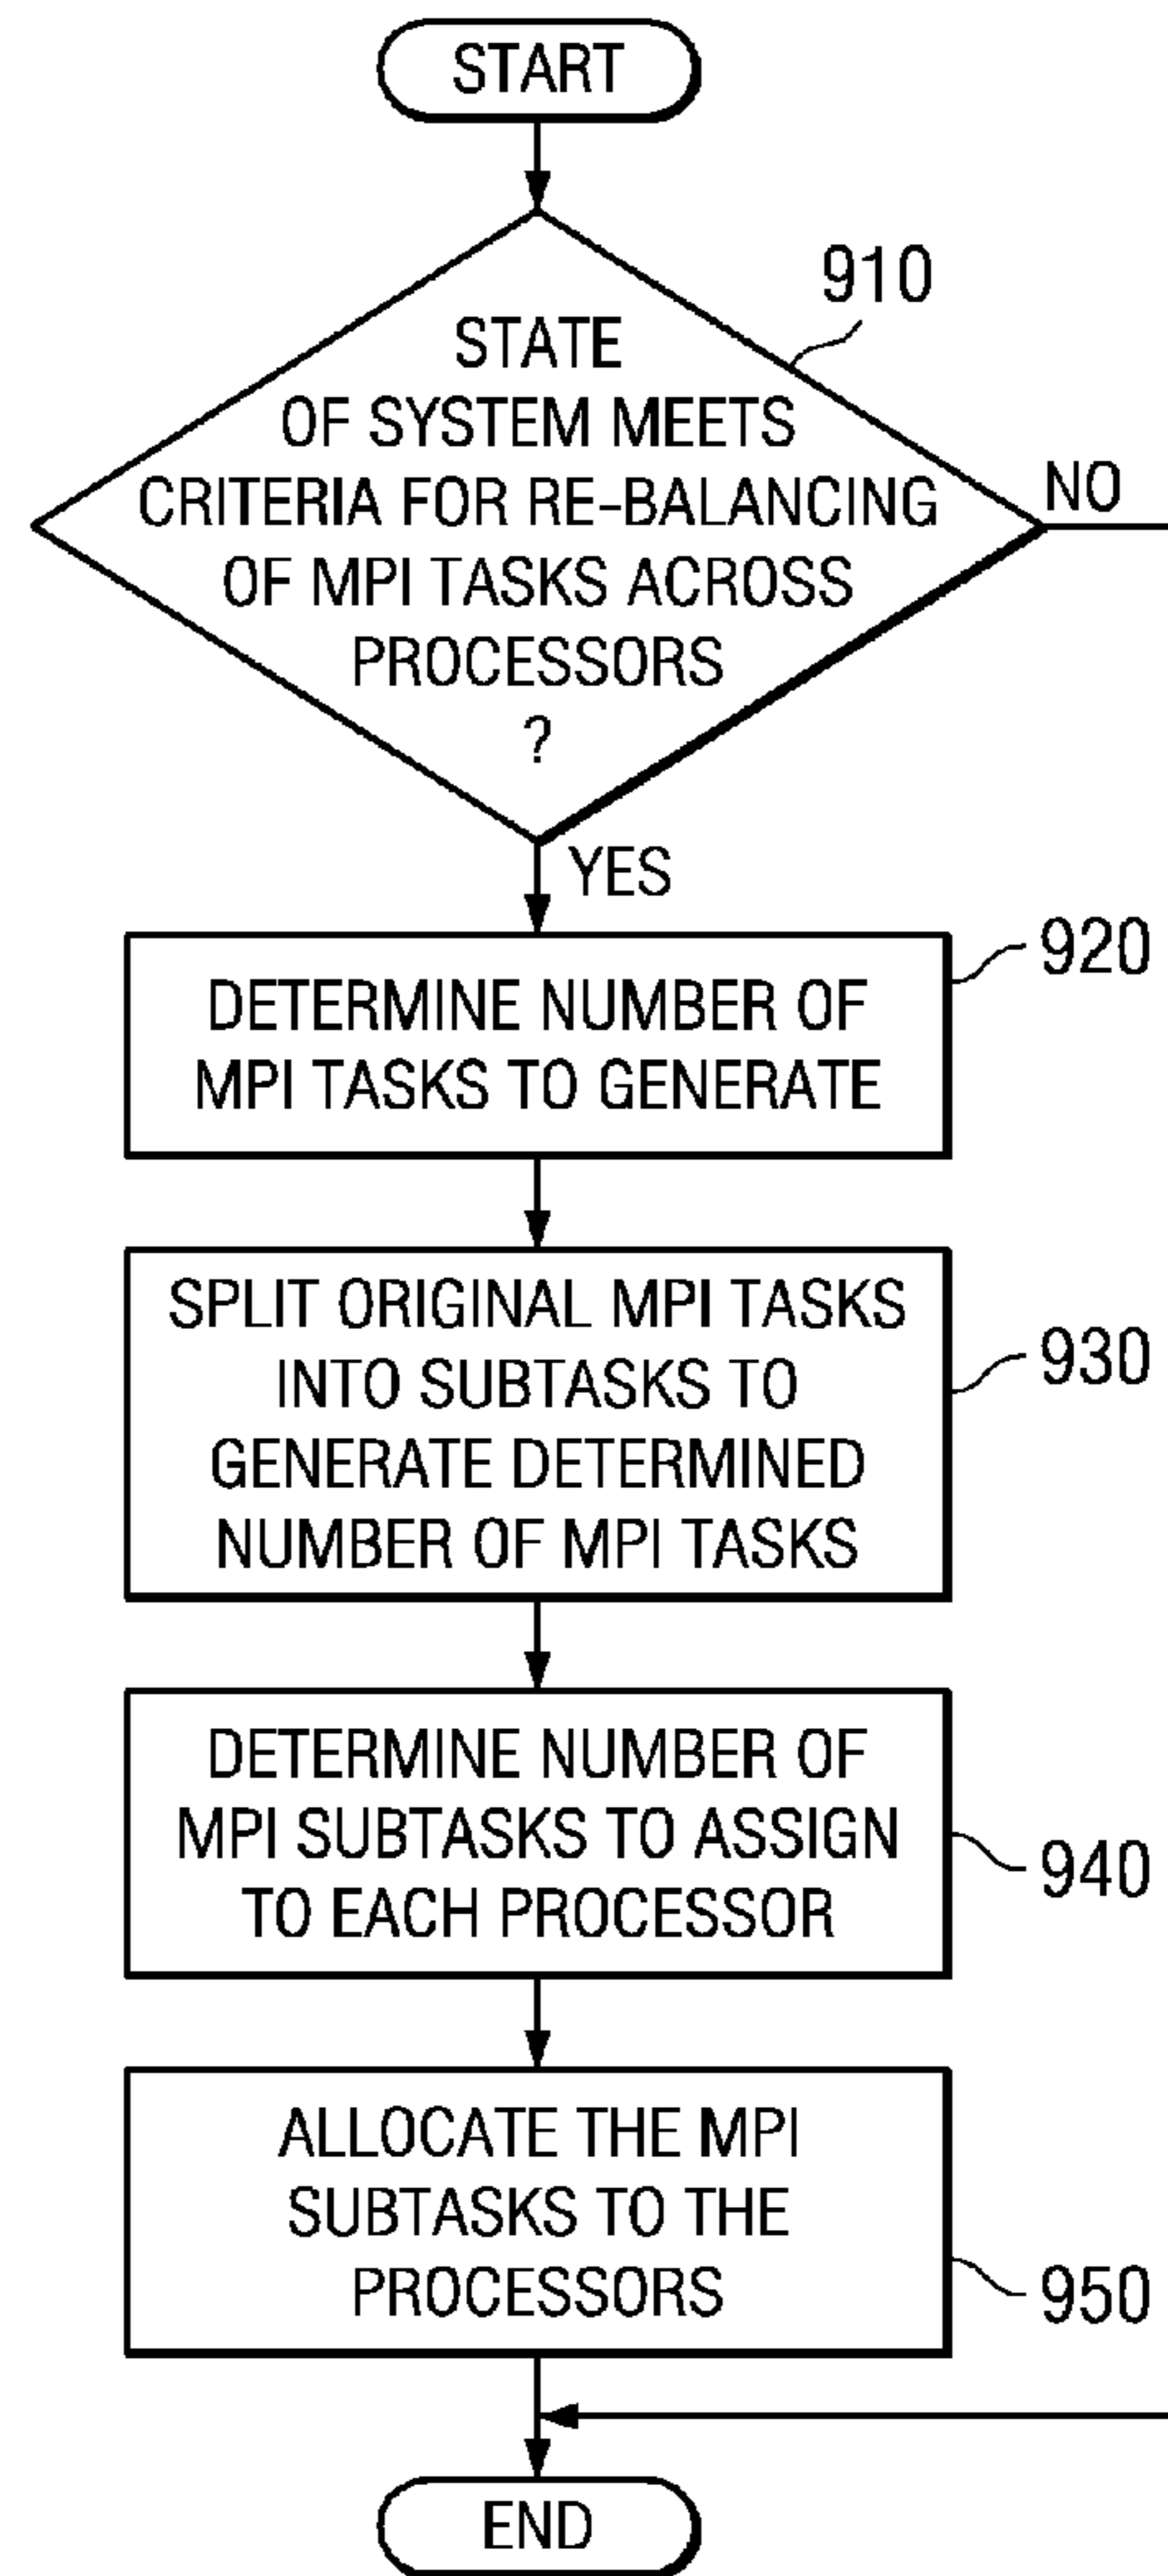 START
910
STATE
OF SYSTEM MEETS
CRITERIA FOR RE-BALANCING
OF MPI TASKS ACROSS
PROCESSORS
?
NO
YES
920
DETERMINE NUMBER OF
MPI TASKS TO GENERATE
SPLIT ORIGINAL MPI TASKS
INTO SUBTASKS TO
GENERATE DETERMINED
NUMBER OF MPI TASKS
930
DETERMINE NUMBER OF
MPI SUBTASKS TO ASSIGN
TO EACH PROCESSOR
940
ALLOCATE THE MPI
SUBTASKS TO THE
PROCESSORS
950
END